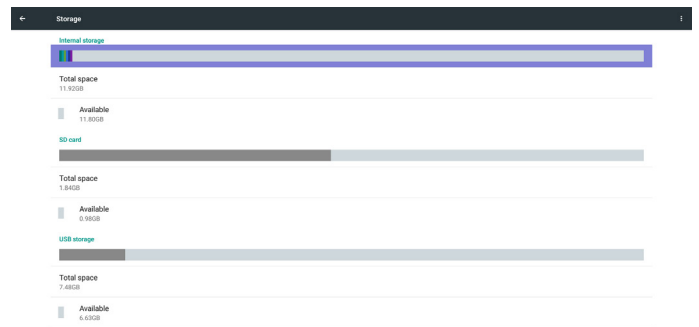 Storage
Internal storage
Total space
11.92GB
Available
11.80GB
SD card
Total space
1.84GB
Available
0.98GB
USB storage
Total space
7.48GB
Available
6.63GB